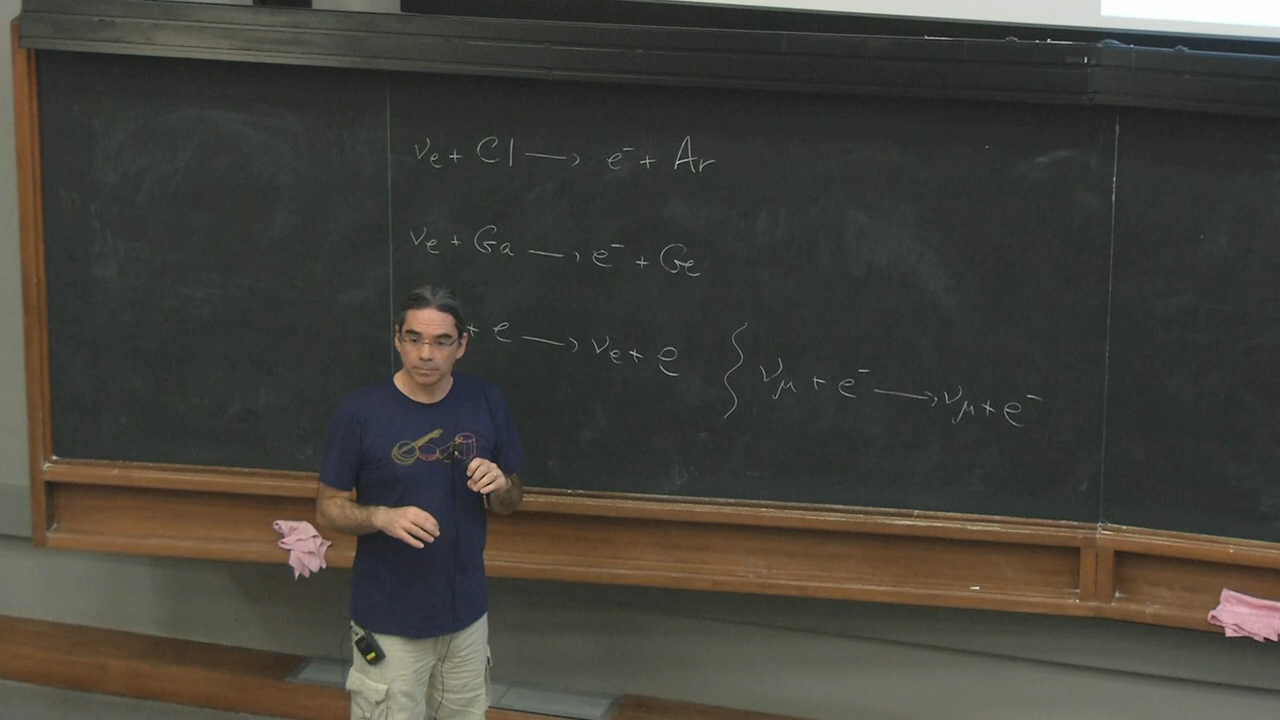 νe + Cl → e⁻ + Ar
νe + Ga → e⁻ + Ge
+ e → νe + e { νμ + e⁻ → νμ + e⁻